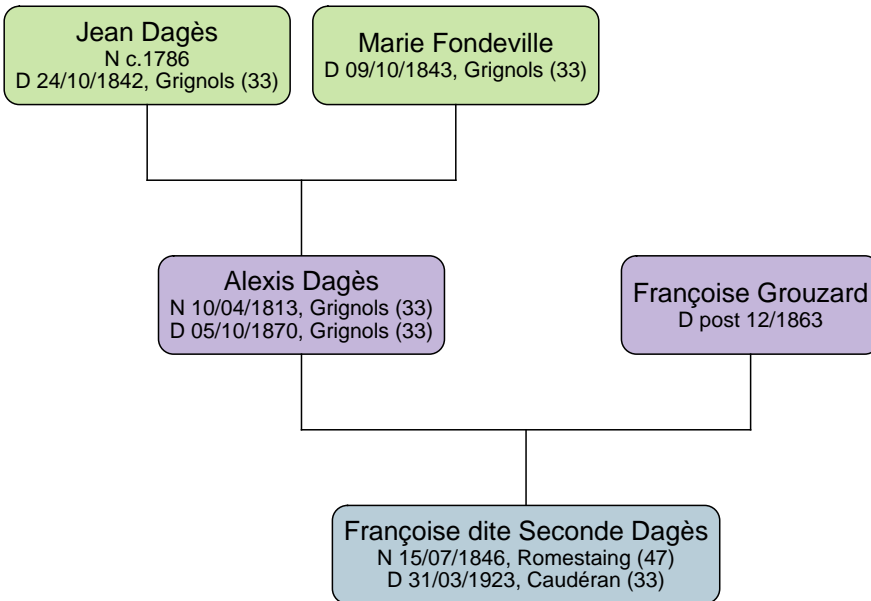 Jean Dagès
N c.1786
D 24/10/1842, Grignols (33)
Marie Fondeville
D 09/10/1843, Grignols (33)
Alexis Dagès
N 10/04/1813, Grignols (33)
D 05/10/1870, Grignols (33)
Françoise Grouzard
D post 12/1863
Françoise dite Seconde Dagès
N 15/07/1846, Romestaing (47)
D 31/03/1923, Caudéran (33)